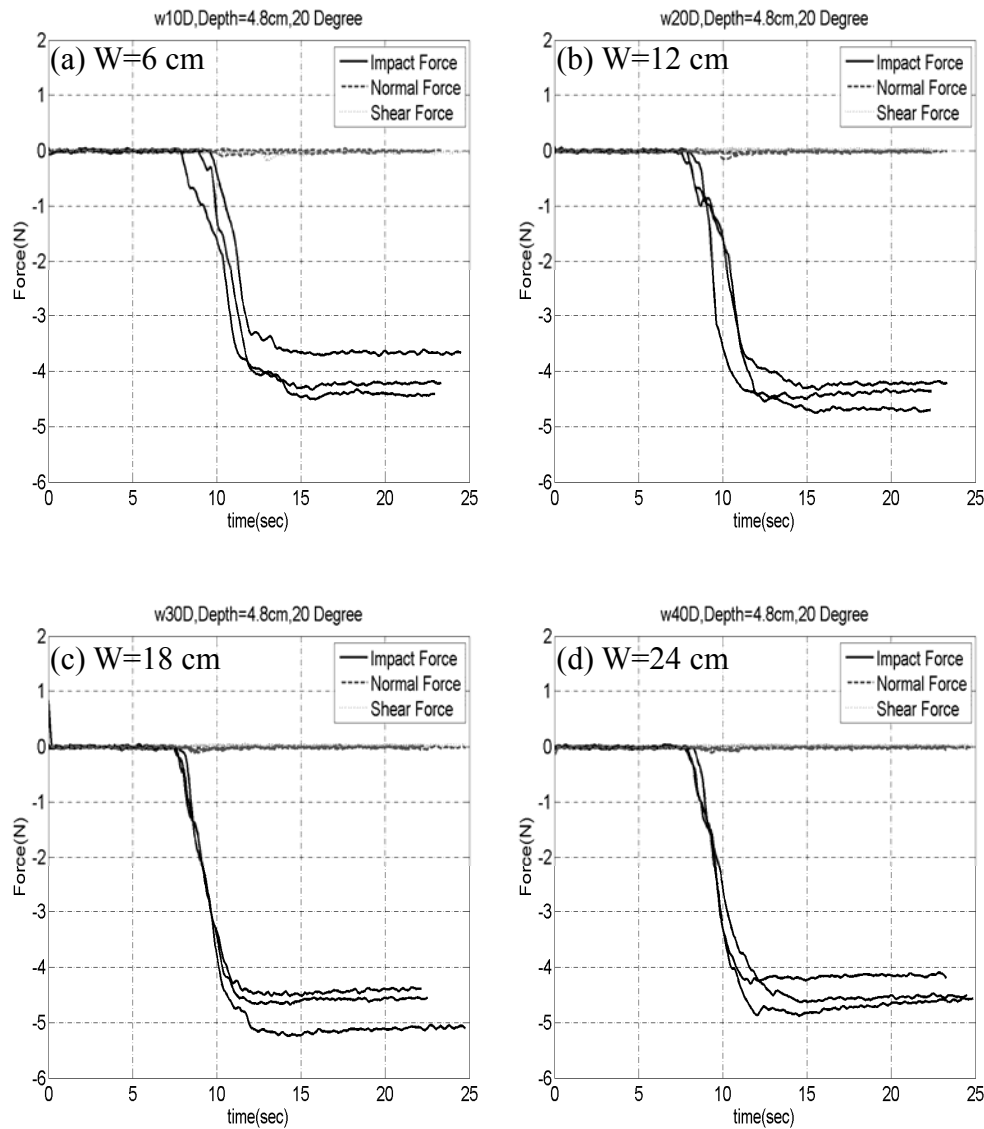 w10D,Depth=4.8cm,20 Degree
(a) W=6 cm
Impact Force
Normal Force
Shear Force
2
1
0
-1
-2
-3
-4
-5
-6
Force(N)
0 5 10 15 20 25
time(sec)
w20D,Depth=4.8cm,20 Degree
(b) W=12 cm
Impact Force
Normal Force
Shear Force
2
1
0
-1
-2
-3
-4
-5
-6
Force(N)
0 5 10 15 20 25
time(sec)
w30D,Depth=4.8cm,20 Degree
(c) W=18 cm
Impact Force
Normal Force
Shear Force
2
1
0
-1
-2
-3
-4
-5
-6
Force(N)
0 5 10 15 20 25
time(sec)
w40D,Depth=4.8cm,20 Degree
(d) W=24 cm
Impact Force
Normal Force
Shear Force
2
1
0
-1
-2
-3
-4
-5
-6
Force(N)
0 5 10 15 20 25
time(sec)